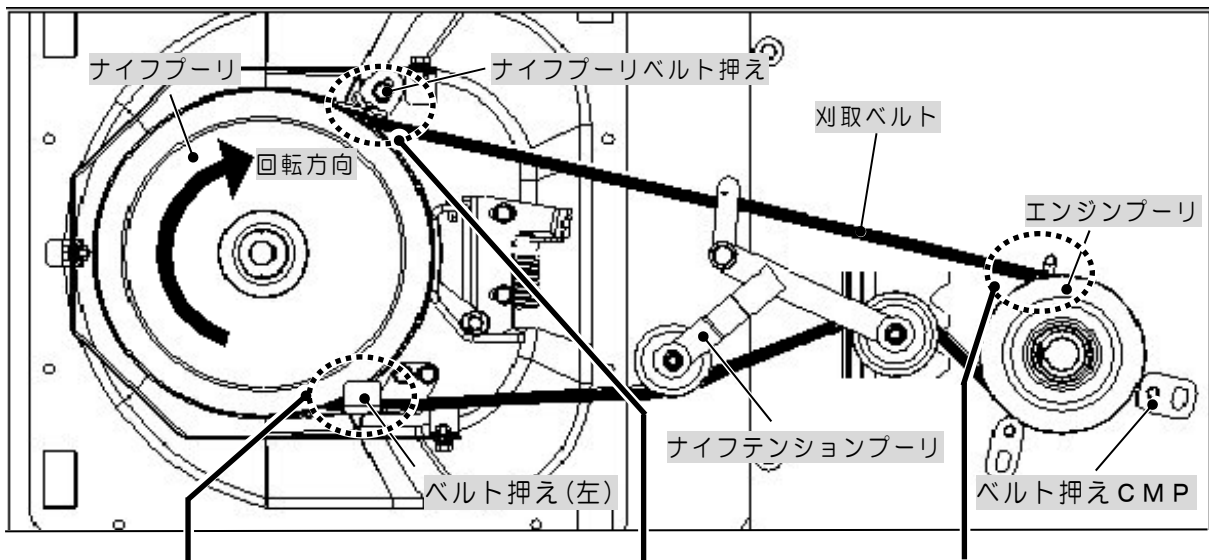 ナイフプーリ
ナイフプーリベルト押え
刈取ベルト
回転方向
エンジンプーリ
ナイフテンションプーリ
ベルト押え(左)
ベルト押えCMP